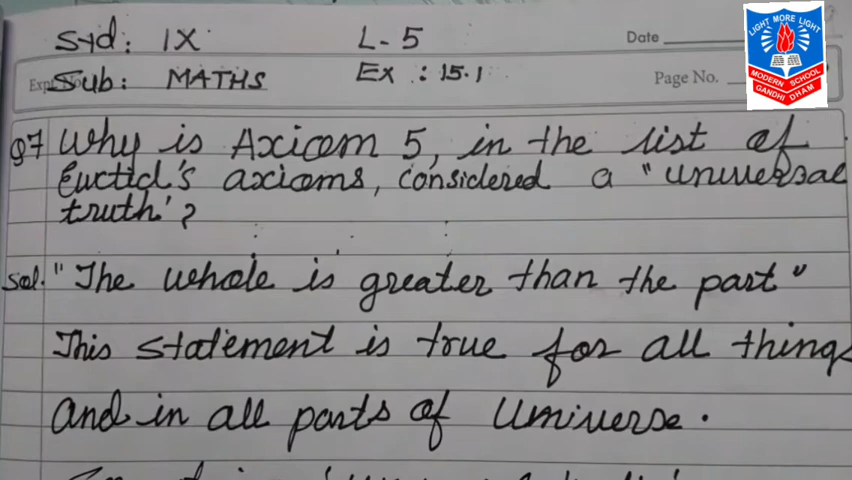 Std: IX L-5 Date
Sub: MATHS Ex: 15.1 Page No.
LIGHT MORE LIGHT
MODERN SCHOOL
GANDHI DHAM
Q7 Why is Axiom 5, in the list of
Euclid's axioms, considered a "universal
truth'?
Sol. "The whole is greater than the part"
This statement is true for all things
and in all parts of Universe.